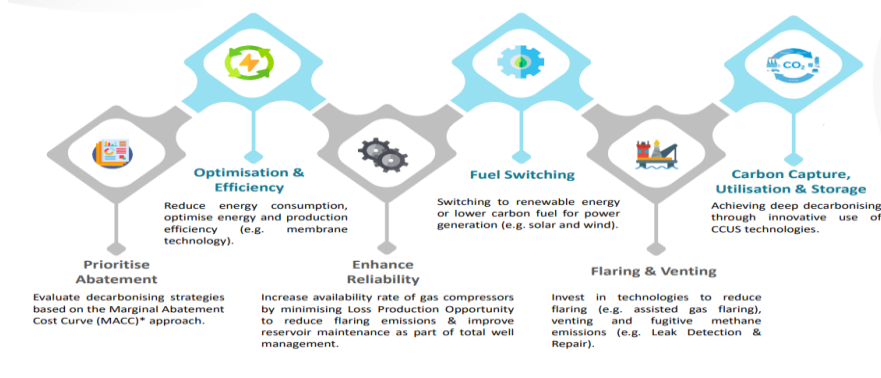 CO₂
Optimisation &
Efficiency
Reduce energy consumption,
optimise energy and production
efficiency (e.g. membrane
technology).
Fuel Switching
Switching to renewable energy
or lower carbon fuel for power
generation (e.g. solar and wind).
Carbon Capture,
Utilisation & Storage
Achieving deep decarbonising
through innovative use of
CCUS technologies.
Prioritise
Abatement
Evaluate decarbonising strategies
based on the Marginal Abatement
Cost Curve (MACC)* approach.
Enhance
Reliability
Increase availability rate of gas compressors
by minimising Loss Production Opportunity
to reduce flaring emissions & improve
reservoir maintenance as part of total well
management.
Flaring & Venting
Invest in technologies to reduce
flaring (e.g. assisted gas flaring),
venting and fugitive methane
emissions (e.g. Leak Detection &
Repair).